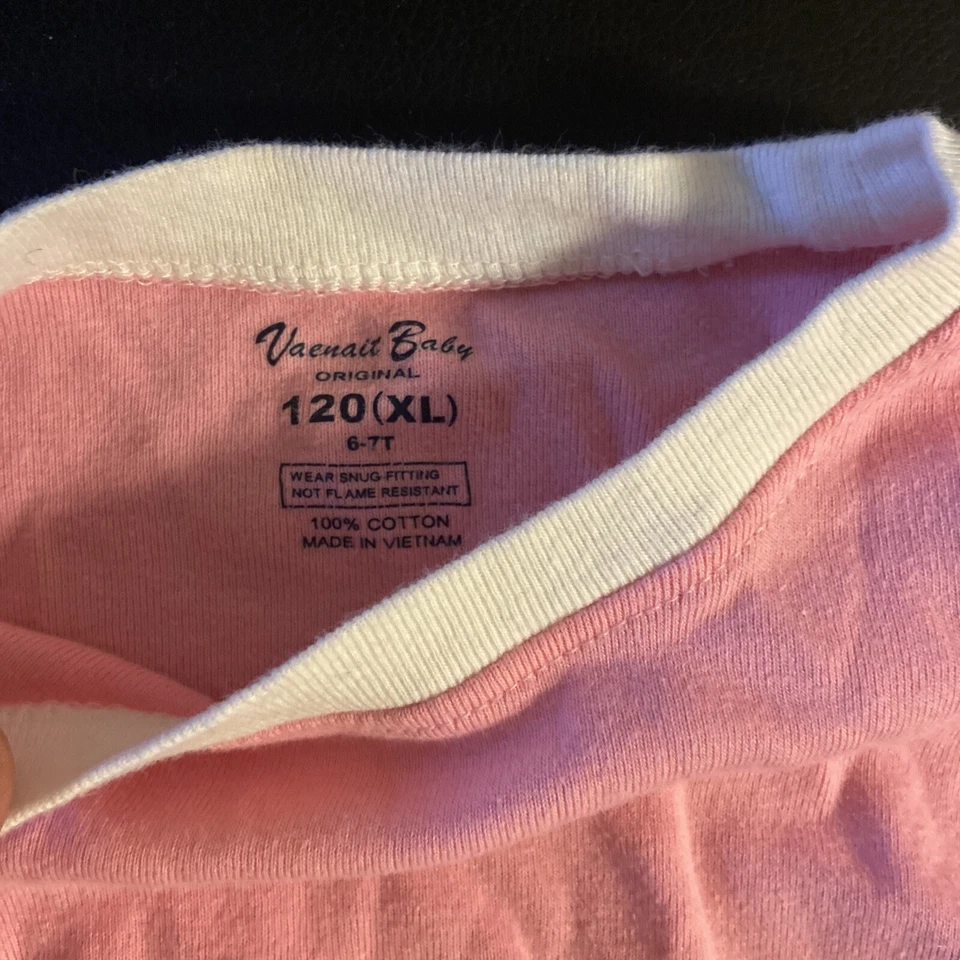 Vaenait Baby
ORIGINAL
120(XL)
6-7T
WEAR SNUG-FITTING
NOT FLAME RESISTANT
100% COTTON
MADE IN VIETNAM